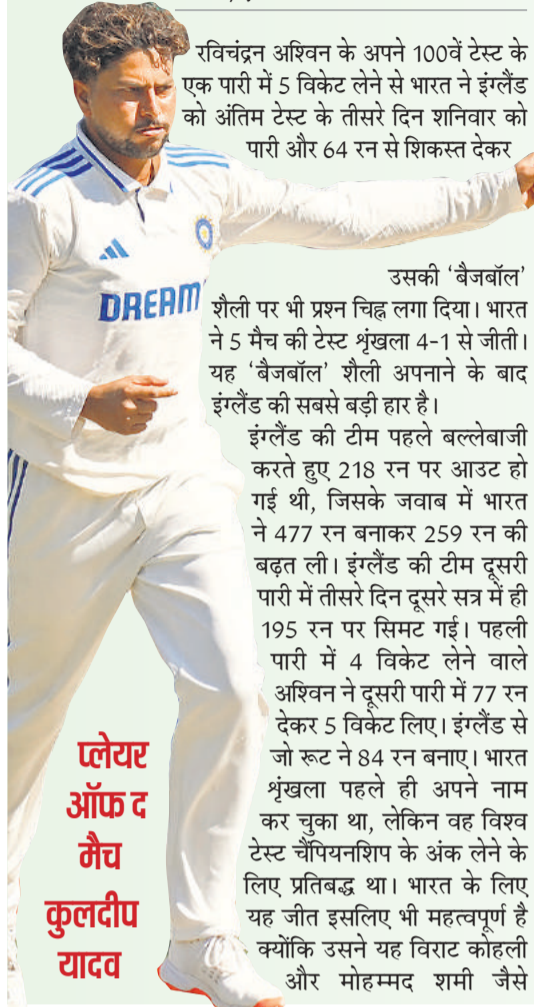 रविचंद्रन अश्विन के अपने 100वें टेस्ट के
एक पारी में 5 विकेट लेने से भारत ने इंग्लैंड
को अंतिम टेस्ट के तीसरे दिन शनिवार को
पारी और 64 रन से शिकस्त देकर
उसकी 'बैजबॉल'
शैली पर भी प्रश्न चिह्न लगा दिया। भारत
ने 5 मैच की टेस्ट शृंखला 4-1 से जीती।
यह 'बैजबॉल' शैली अपनाने के बाद
इंग्लैंड की सबसे बड़ी हार है।
इंग्लैंड की टीम पहले बल्लेबाजी
करते हुए 218 रन पर आउट हो
गई थी, जिसके जवाब में भारत
ने 477 रन बनाकर 259 रन की
बढ़त ली। इंग्लैंड की टीम दूसरी
पारी में तीसरे दिन दूसरे सत्र में ही
195 रन पर सिमट गई। पहली
पारी में 4 विकेट लेने वाले
अश्विन ने दूसरी पारी में 77 रन
देकर 5 विकेट लिए। इंग्लैंड से
जो रूट ने 84 रन बनाए। भारत
शृंखला पहले ही अपने नाम
कर चुका था, लेकिन वह विश्व
टेस्ट चैंपियनशिप के अंक लेने के
लिए प्रतिबद्ध था। भारत के लिए
यह जीत इसलिए भी महत्वपूर्ण है
क्योंकि उसने यह विराट कोहली
और मोहम्मद शमी जैसे
DREAM
प्लेयर
ऑफ द
मैच
कुलदीप
यादव